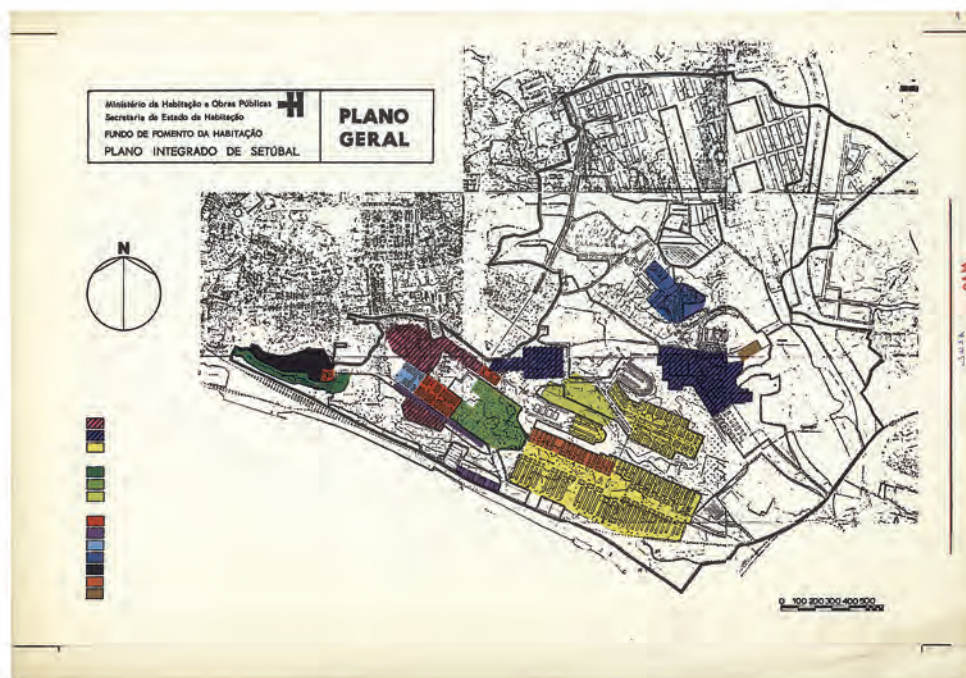 Ministério da Habitação e Obras Públicas
Secretaria de Estado da Habitação
FUNDO DE FOMENTO DA HABITAÇÃO
PLANO INTEGRADO DE SETÚBAL
H
PLANO
GERAL
N
0 100 200 300 400 500